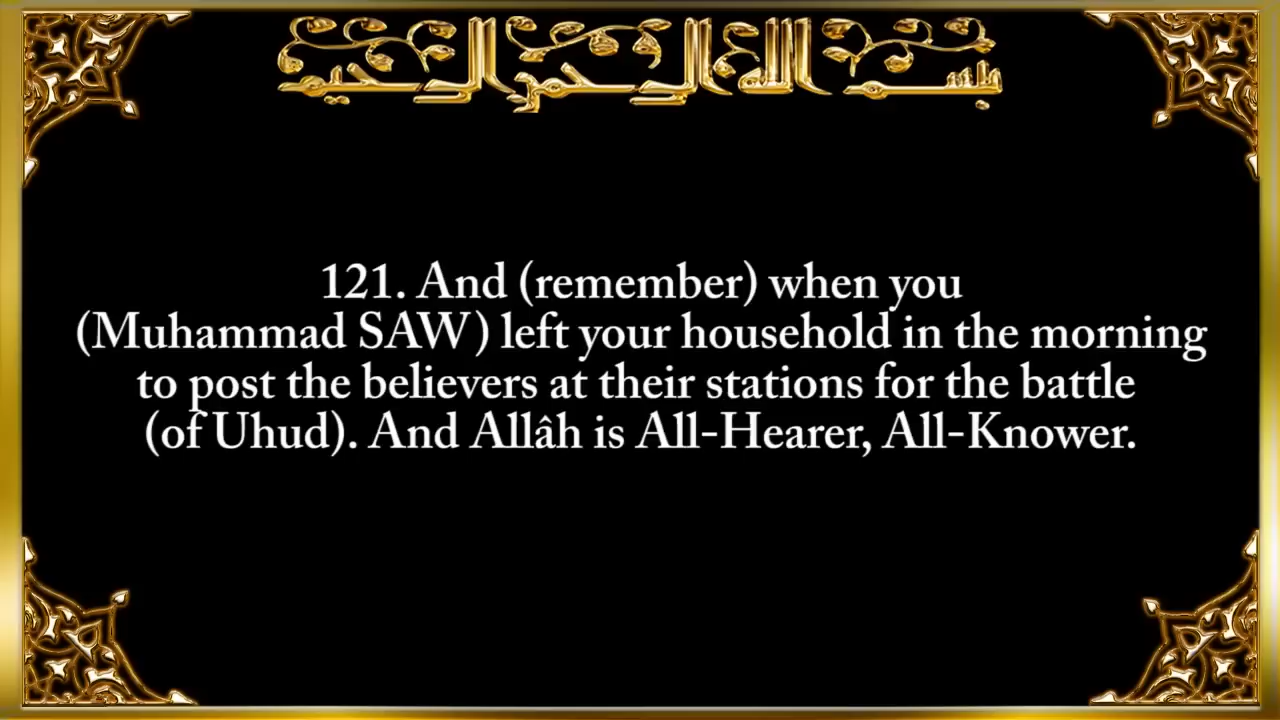 بسم الله الرحمن الرحيم
121. And (remember) when you
(Muhammad SAW) left your household in the morning
to post the believers at their stations for the battle
(of Uhud). And Allâh is All-Hearer, All-Knower.